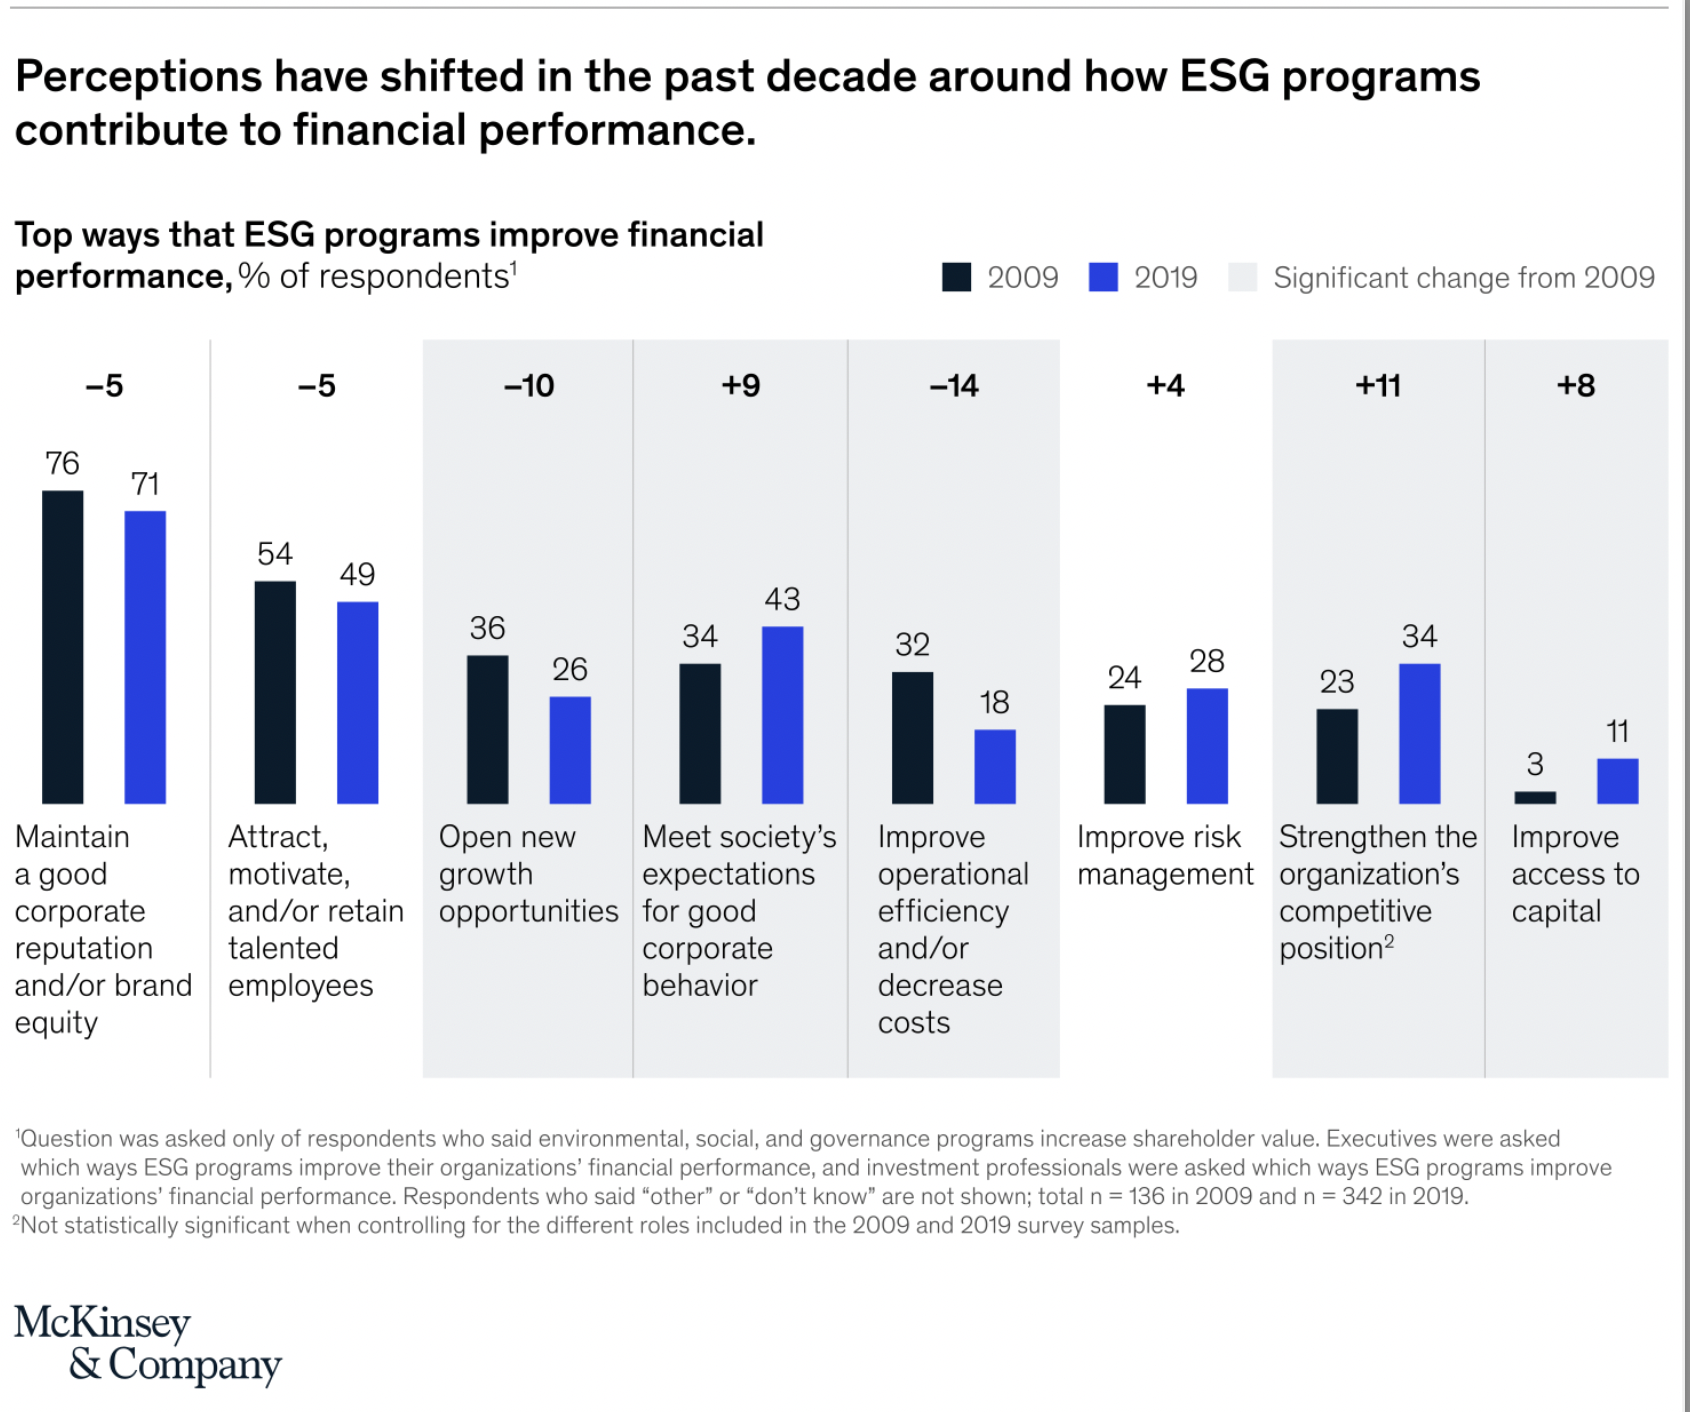 Perceptions have shifted in the past decade around how ESG programs
contribute to financial performance.
Top ways that ESG programs improve financial
performance, % of respondents¹
2009 2019 Significant change from 2009
–5 –5 –10 +9 –14 +4 +11 +8
76 71
54 49
36 26
34 43
32 18
24 28
23 34
3 11
Maintain
a good
corporate
reputation
and/or brand
equity
Attract,
motivate,
and/or retain
talented
employees
Open new
growth
opportunities
Meet society’s
expectations
for good
corporate
behavior
Improve
operational
efficiency
and/or
decrease
costs
Improve risk
management
Strengthen the
organization’s
competitive
position²
Improve
access to
capital
¹Question was asked only of respondents who said environmental, social, and governance programs increase shareholder value. Executives were asked
which ways ESG programs improve their organizations’ financial performance, and investment professionals were asked which ways ESG programs improve
organizations’ financial performance. Respondents who said “other” or “don’t know” are not shown; total n = 136 in 2009 and n = 342 in 2019.
²Not statistically significant when controlling for the different roles included in the 2009 and 2019 survey samples.
McKinsey
& Company